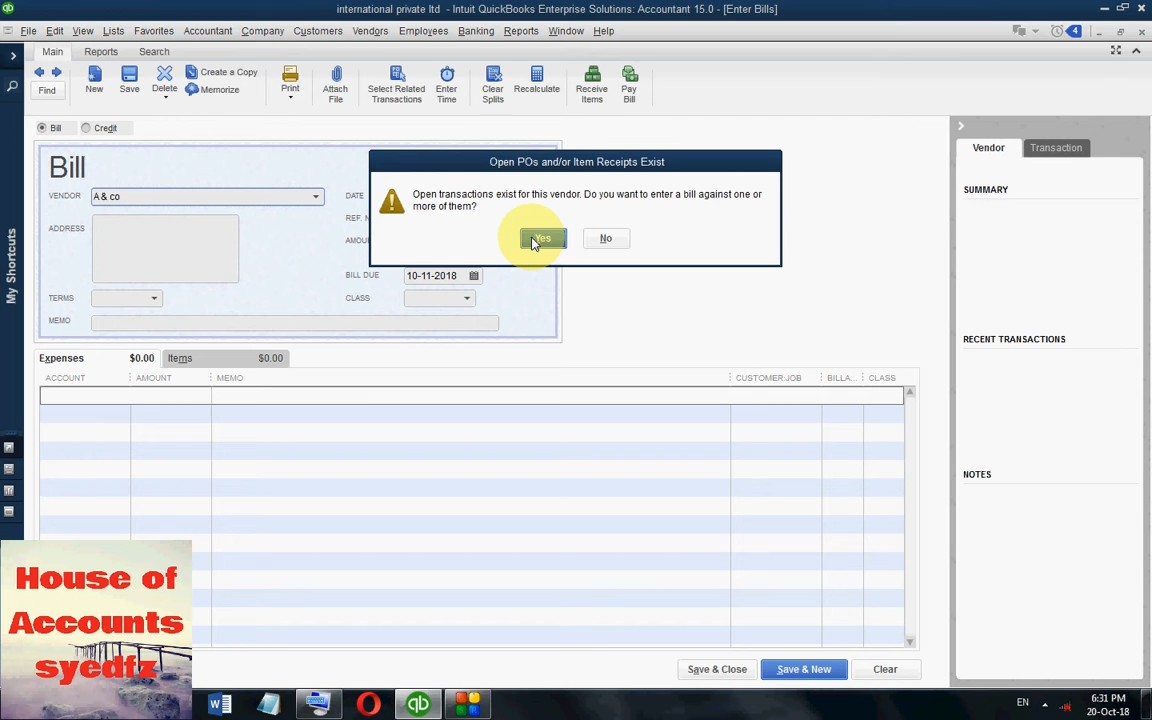 international private ltd - Intuit QuickBooks Enterprise Solutions: Accountant 15.0 - [Enter Bills]
File Edit View Lists Favorites Accountant Company Customers Vendors Employees Banking Reports Window Help
4
Main Reports Search
Find
New
Save
Delete
Create a Copy
Memorize
Print
Attach File
Select Related Transactions
Enter Time
Clear Splits
Recalculate
Receive Items
Pay Bill
My Shortcuts
Bill Credit
Bill
VENDOR A & co
DATE
ADDRESS
REF. N
AMOU
BILL DUE 10-11-2018
TERMS
CLASS
MEMO
Open POs and/or Item Receipts Exist
Open transactions exist for this vendor. Do you want to enter a bill against one or
more of them?
Yes No
Expenses $0.00 Items $0.00
ACCOUNT AMOUNT MEMO CUSTOMER:JOB BILLA... CLASS
Vendor Transaction
SUMMARY
RECENT TRANSACTIONS
NOTES
Save & Close Save & New Clear
House of
Accounts
syedfz
EN
6:31 PM
20-Oct-18